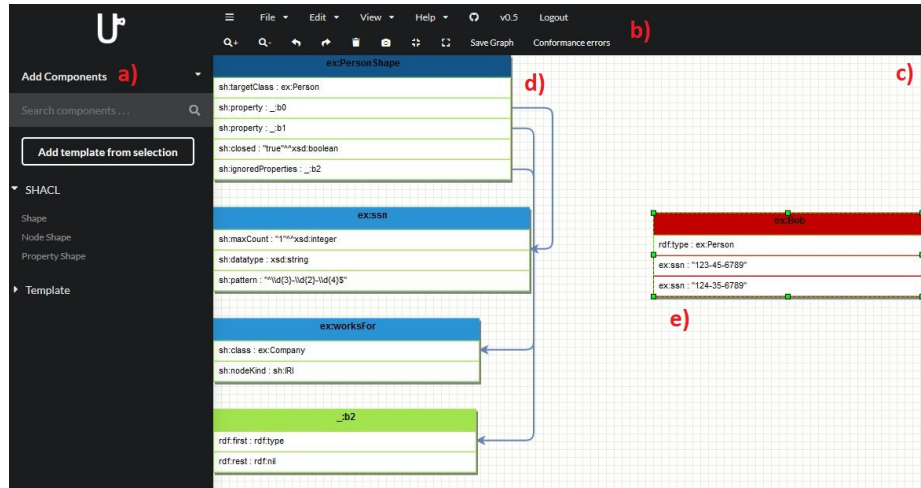 File Edit View Help v0.5 Logout
b)
Save Graph Conformance errors
Add Components a)
c)
Search components . . .
Add template from selection
SHACL
Shape
Node Shape
Property Shape
Template
ex:PersonShape
d)
sh:targetClass : ex:Person
sh:property : _:b0
sh:property : _:b1
sh:closed : "true"^^xsd:boolean
sh:ignoredProperties : _:b2
ex:ssn
sh:maxCount : "1"^^xsd:integer
sh:datatype : xsd:string
sh:pattern : "^\\d{3}-\\d{2}-\\d{4}$"
ex:worksFor
sh:class : ex:Company
sh:nodeKind : sh:IRI
_:b2
rdf:first : rdf:type
rdf:rest : rdf:nil
ex:Bob
rdf:type : ex:Person
ex:ssn : "123-45-6789"
ex:ssn : "124-35-6789"
e)